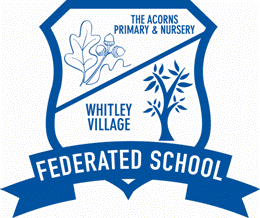 THE ACORNS
PRIMARY & NURSERY
WHITLEY
VILLAGE
FEDERATED SCHOOL